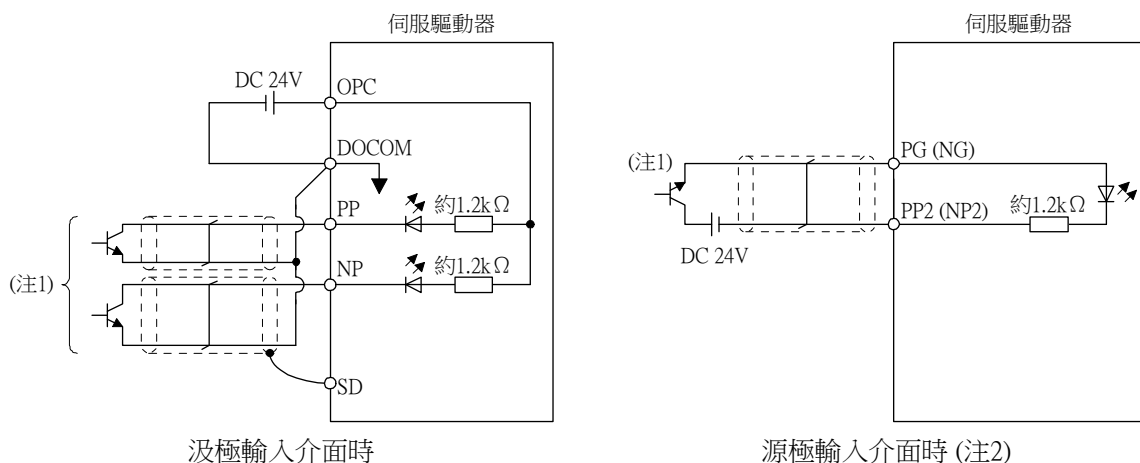 伺服驅動器
DC 24V
OPC
DOCOM
PP
約1.2kΩ
NP
約1.2kΩ
(注1)
SD
汲極輸入介面時
伺服驅動器
(注1)
PG (NG)
PP2 (NP2)
約1.2kΩ
DC 24V
源極輸入介面時 (注2)